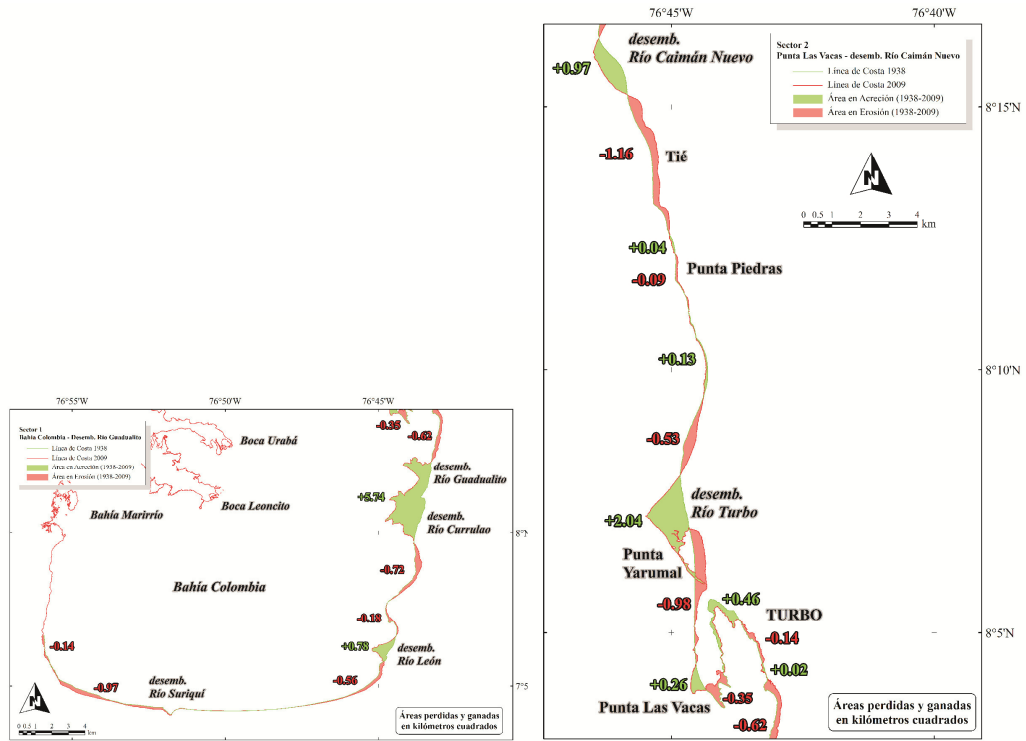 76°55'W
76°50'W
76°45'W
Sector 1
Bahía Colombia - Desemb. Río Guadualito
Línea de Costa 1938
Línea de Costa 2009
Área en Acreción (1938-2009)
Área en Erosión (1938-2009)
-0.35
-0.62
Boca Urabá
desemb.
Río Guadualito
+5.74
Boca Leoncito
Bahía Marirrío
desemb.
Río Currulao
-0.72
Bahía Colombia
-0.18
-0.14
+0.78
desemb.
Río León
-0.97
desemb.
Río Suriquí
-0.56
N
0 0.5 1 2 3 4
km
Áreas perdidas y ganadas
en kilómetros cuadrados
76°45'W
76°40'W
desemb.
Río Caimán Nuevo
+0.97
Sector 2
Punta Las Vacas - desemb. Río Caimán Nuevo
Línea de Costa 1938
Línea de Costa 2009
Área en Acreción (1938-2009)
Área en Erosión (1938-2009)
8°15'N
-1.16
Tié
N
0 0.5 1 2 3 4
km
+0.04
Punta Piedras
-0.09
+0.13
8°10'N
-0.53
desemb.
Río Turbo
+2.04
Punta
Yarumal
-0.98
+0.46
TURBO
-0.14
8°5'N
+0.02
+0.26
-0.35
Punta Las Vacas
-0.62
Áreas perdidas y ganadas
en kilómetros cuadrados